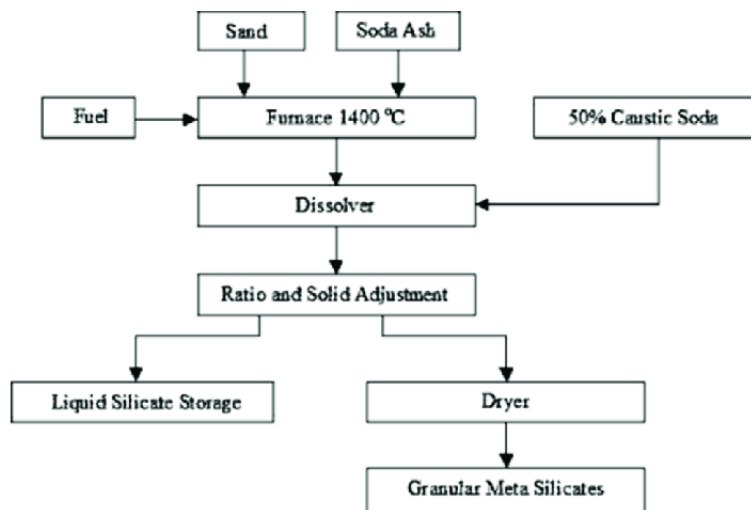 Sand
Soda Ash
Fuel
Furnace 1400 °C
50% Caustic Soda
Dissolver
Ratio and Solid Adjustment
Liquid Silicate Storage
Dryer
Granular Meta Silicates